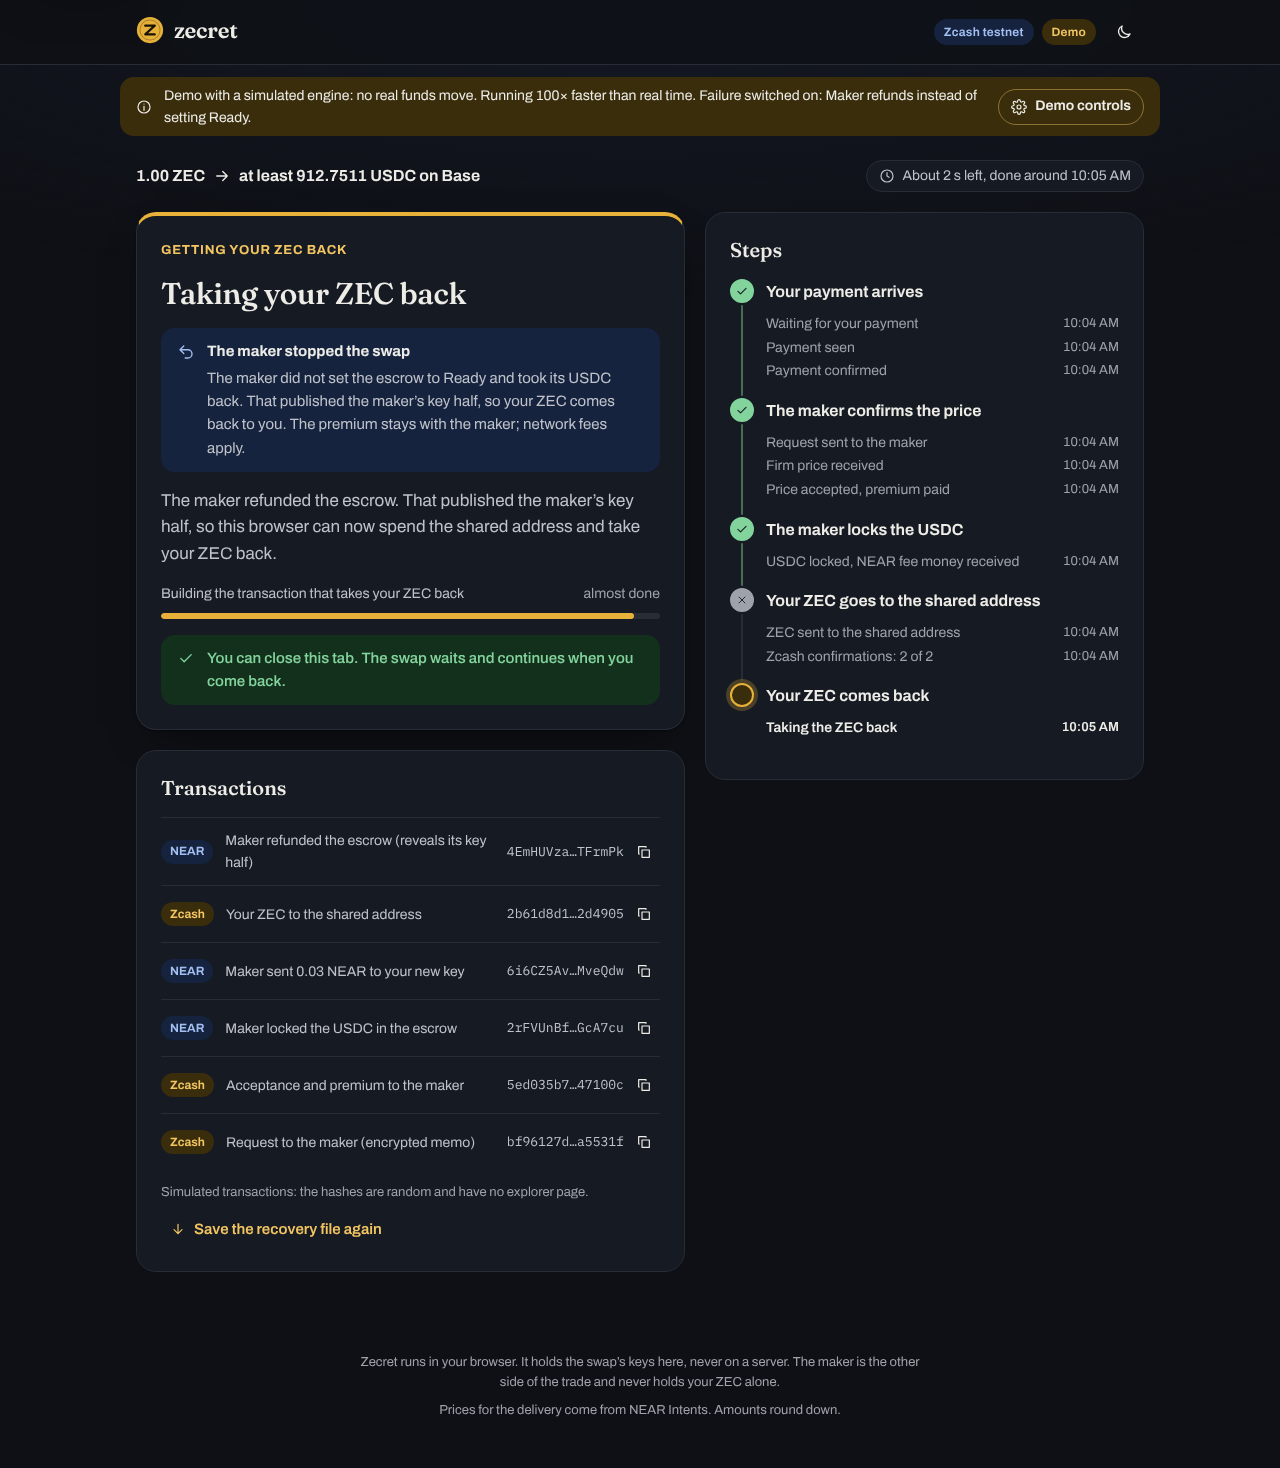 zecret
Zcash testnet
Demo
Demo with a simulated engine: no real funds move. Running 100× faster than real time. Failure switched on: Maker refunds instead of
setting Ready.
Demo controls
1.00 ZEC → at least 912.7511 USDC on Base
About 2 s left, done around 10:05 AM
GETTING YOUR ZEC BACK
Taking your ZEC back
The maker stopped the swap
The maker did not set the escrow to Ready and took its USDC
back. That published the maker’s key half, so your ZEC comes
back to you. The premium stays with the maker; network fees
apply.
The maker refunded the escrow. That published the maker’s key
half, so this browser can now spend the shared address and take
your ZEC back.
Building the transaction that takes your ZEC back almost done
You can close this tab. The swap waits and continues when you
come back.
Steps
Your payment arrives
Waiting for your payment 10:04 AM
Payment seen 10:04 AM
Payment confirmed 10:04 AM
The maker confirms the price
Request sent to the maker 10:04 AM
Firm price received 10:04 AM
Price accepted, premium paid 10:04 AM
The maker locks the USDC
USDC locked, NEAR fee money received 10:04 AM
Your ZEC goes to the shared address
ZEC sent to the shared address 10:04 AM
Zcash confirmations: 2 of 2 10:04 AM
Your ZEC comes back
Taking the ZEC back 10:05 AM
Transactions
NEAR Maker refunded the escrow (reveals its key
half) 4EmHUVza…TFrmPk
Zcash Your ZEC to the shared address 2b61d8d1…2d4905
NEAR Maker sent 0.03 NEAR to your new key 6i6CZ5Av…MveQdw
NEAR Maker locked the USDC in the escrow 2rFVUnBf…GcA7cu
Zcash Acceptance and premium to the maker 5ed035b7…47100c
Zcash Request to the maker (encrypted memo) bf96127d…a5531f
Simulated transactions: the hashes are random and have no explorer page.
Save the recovery file again
Zecret runs in your browser. It holds the swap’s keys here, never on a server. The maker is the other
side of the trade and never holds your ZEC alone.
Prices for the delivery come from NEAR Intents. Amounts round down.